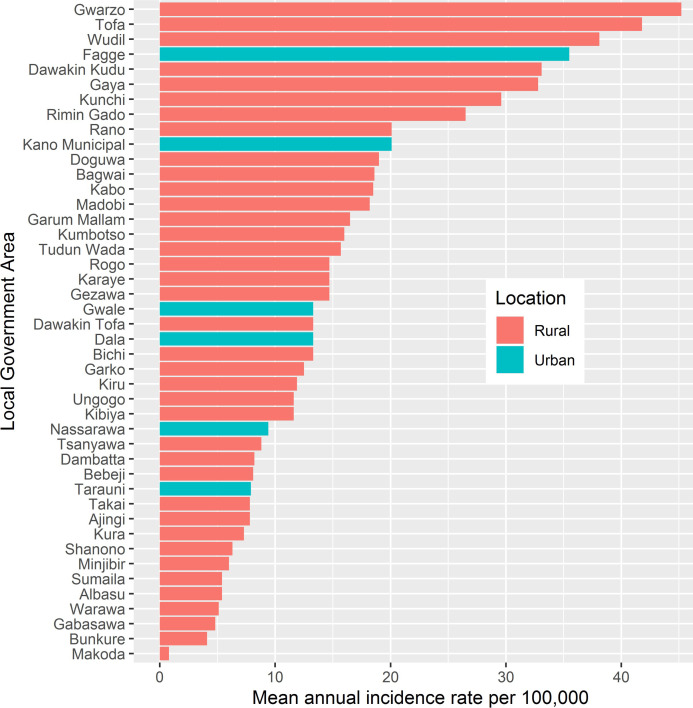 Gwarzo
Tofa
Wudil
Fagge
Dawakin Kudu
Gaya
Kunchi
Rimin Gado
Rano
Kano Municipal
Doguwa
Bagwai
Kabo
Madobi
Garum Mallam
Kumbotso
Tudun Wada
Rogo
Karaye
Gezawa
Gwale
Dawakin Tofa
Dala
Bichi
Garko
Kiru
Ungogo
Kibiya
Nassarawa
Tsanyawa
Dambatta
Bebeji
Tarauni
Takai
Ajingi
Kura
Shanono
Minjibir
Sumaila
Albasu
Warawa
Gabasawa
Bunkure
Makoda
Local Government Area
Location
Rural
Urban
0 10 20 30 40
Mean annual incidence rate per 100,000